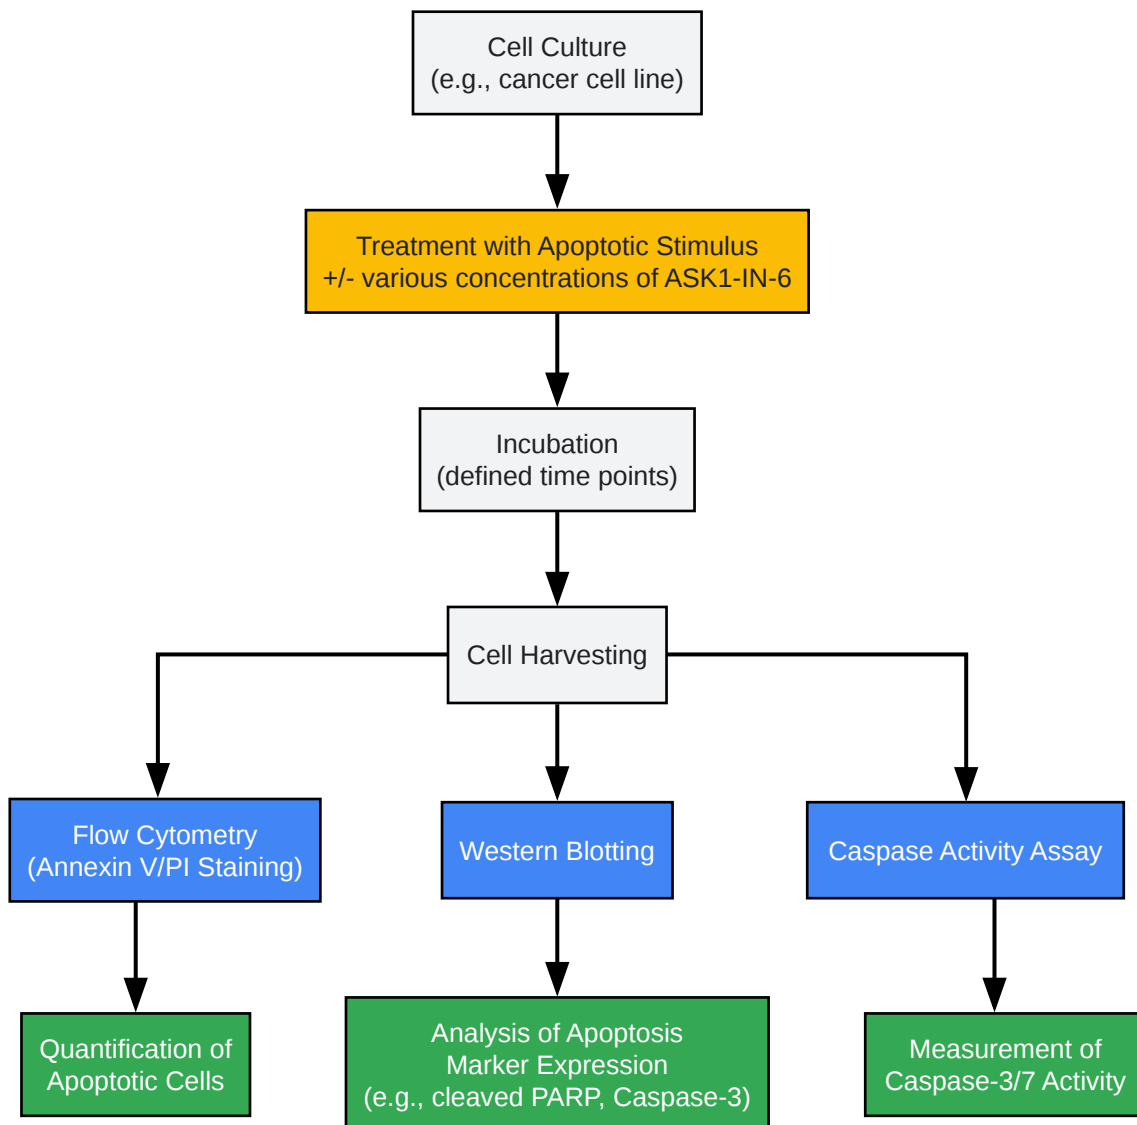 Cell Culture
(e.g., cancer cell line)
Treatment with Apoptotic Stimulus
+/- various concentrations of ASK1-IN-6
Incubation
(defined time points)
Cell Harvesting
Flow Cytometry
(Annexin V/PI Staining)
Western Blotting
Caspase Activity Assay
Quantification of
Apoptotic Cells
Analysis of Apoptosis
Marker Expression
(e.g., cleaved PARP, Caspase-3)
Measurement of
Caspase-3/7 Activity